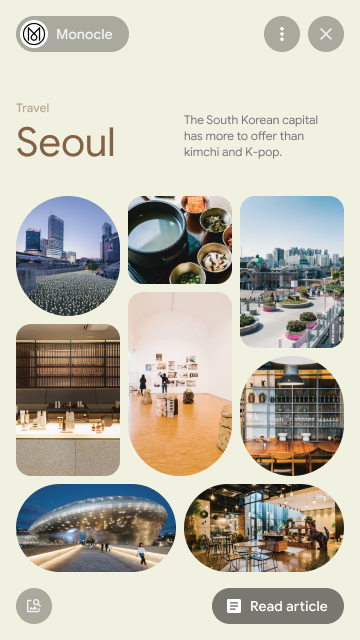 Monocle
Travel
Seoul
The South Korean capital
has more to offer than
kimchi and K-pop.
Read article